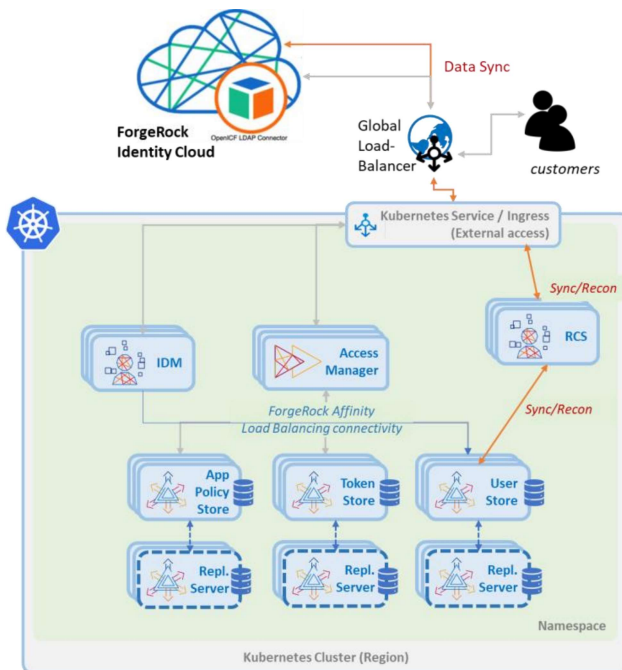 Data Sync
OpenICF LDAP Connector
ForgeRock
Identity Cloud
Global
Load-
Balancer
customers
Kubernetes Service / Ingress
(External access)
Sync/Recon
IDM
Access
Manager
RCS
ForgeRock Affinity
Load Balancing connectivity
Sync/Recon
App
Policy
Store
Token
Store
User
Store
Repl.
Server
Repl.
Server
Repl.
Server
Namespace
Kubernetes Cluster (Region)